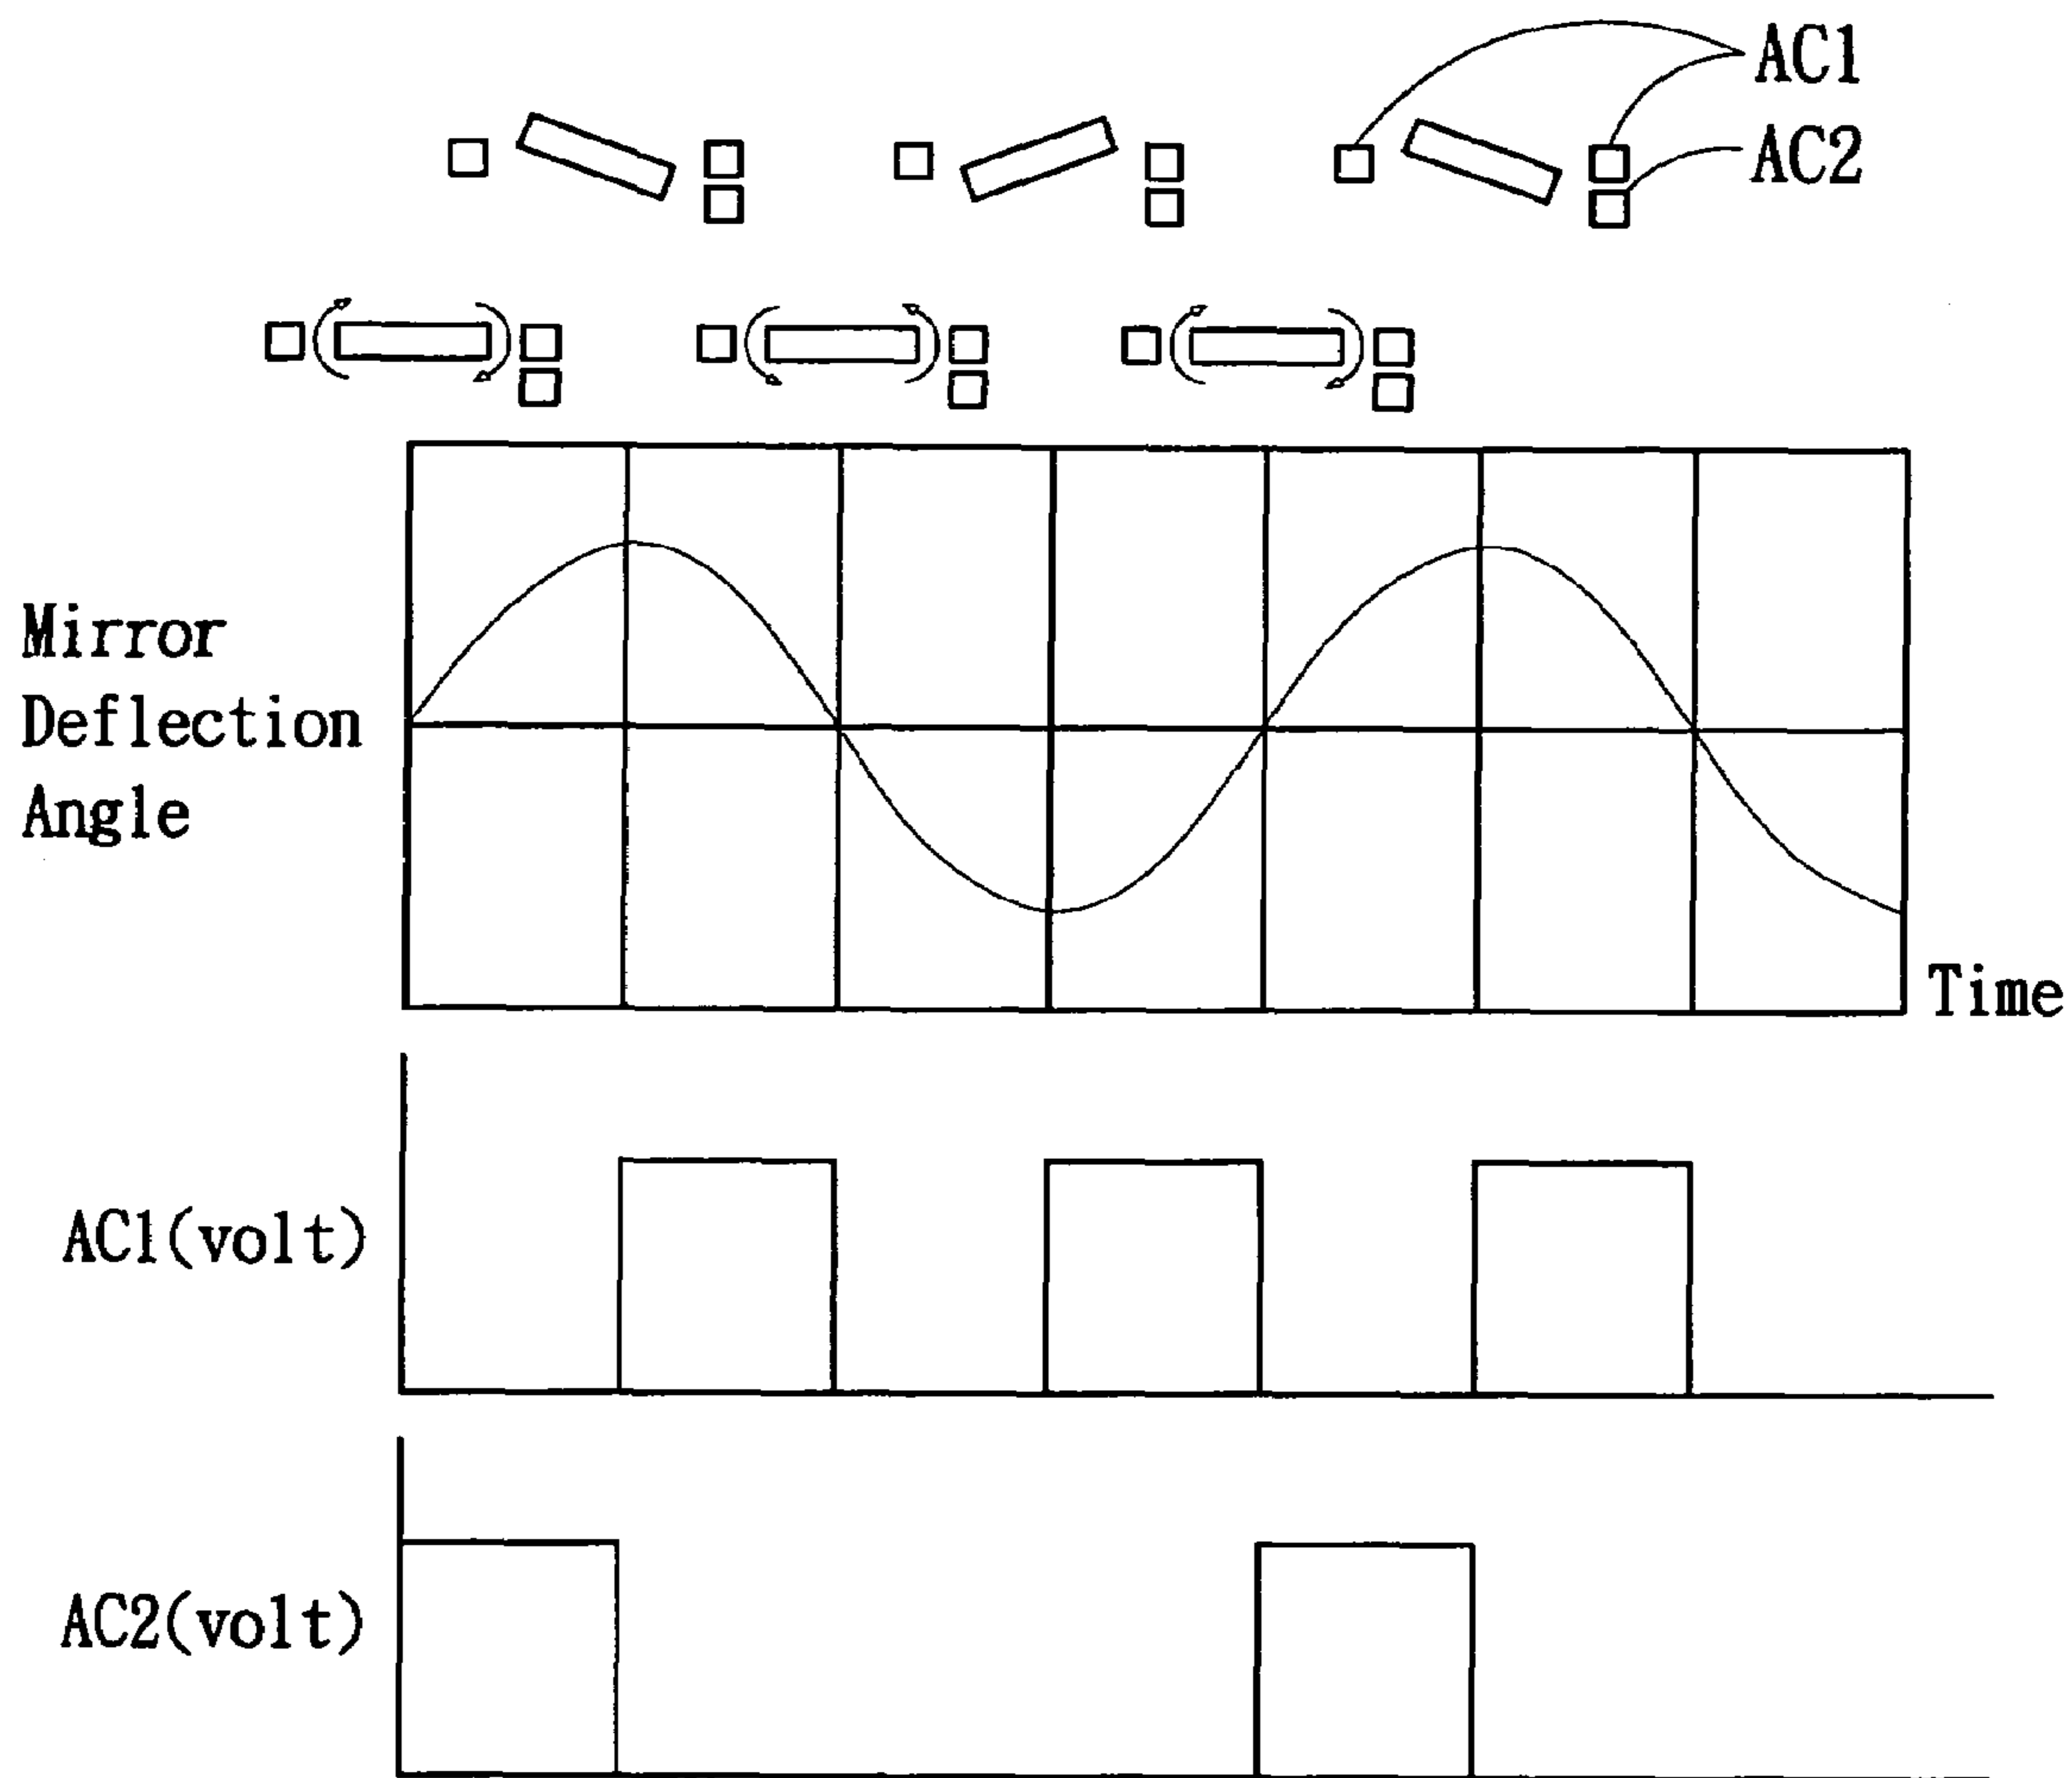 AC1
AC2
Mirror
Deflection
Angle
Time
AC1(volt)
AC2(volt)